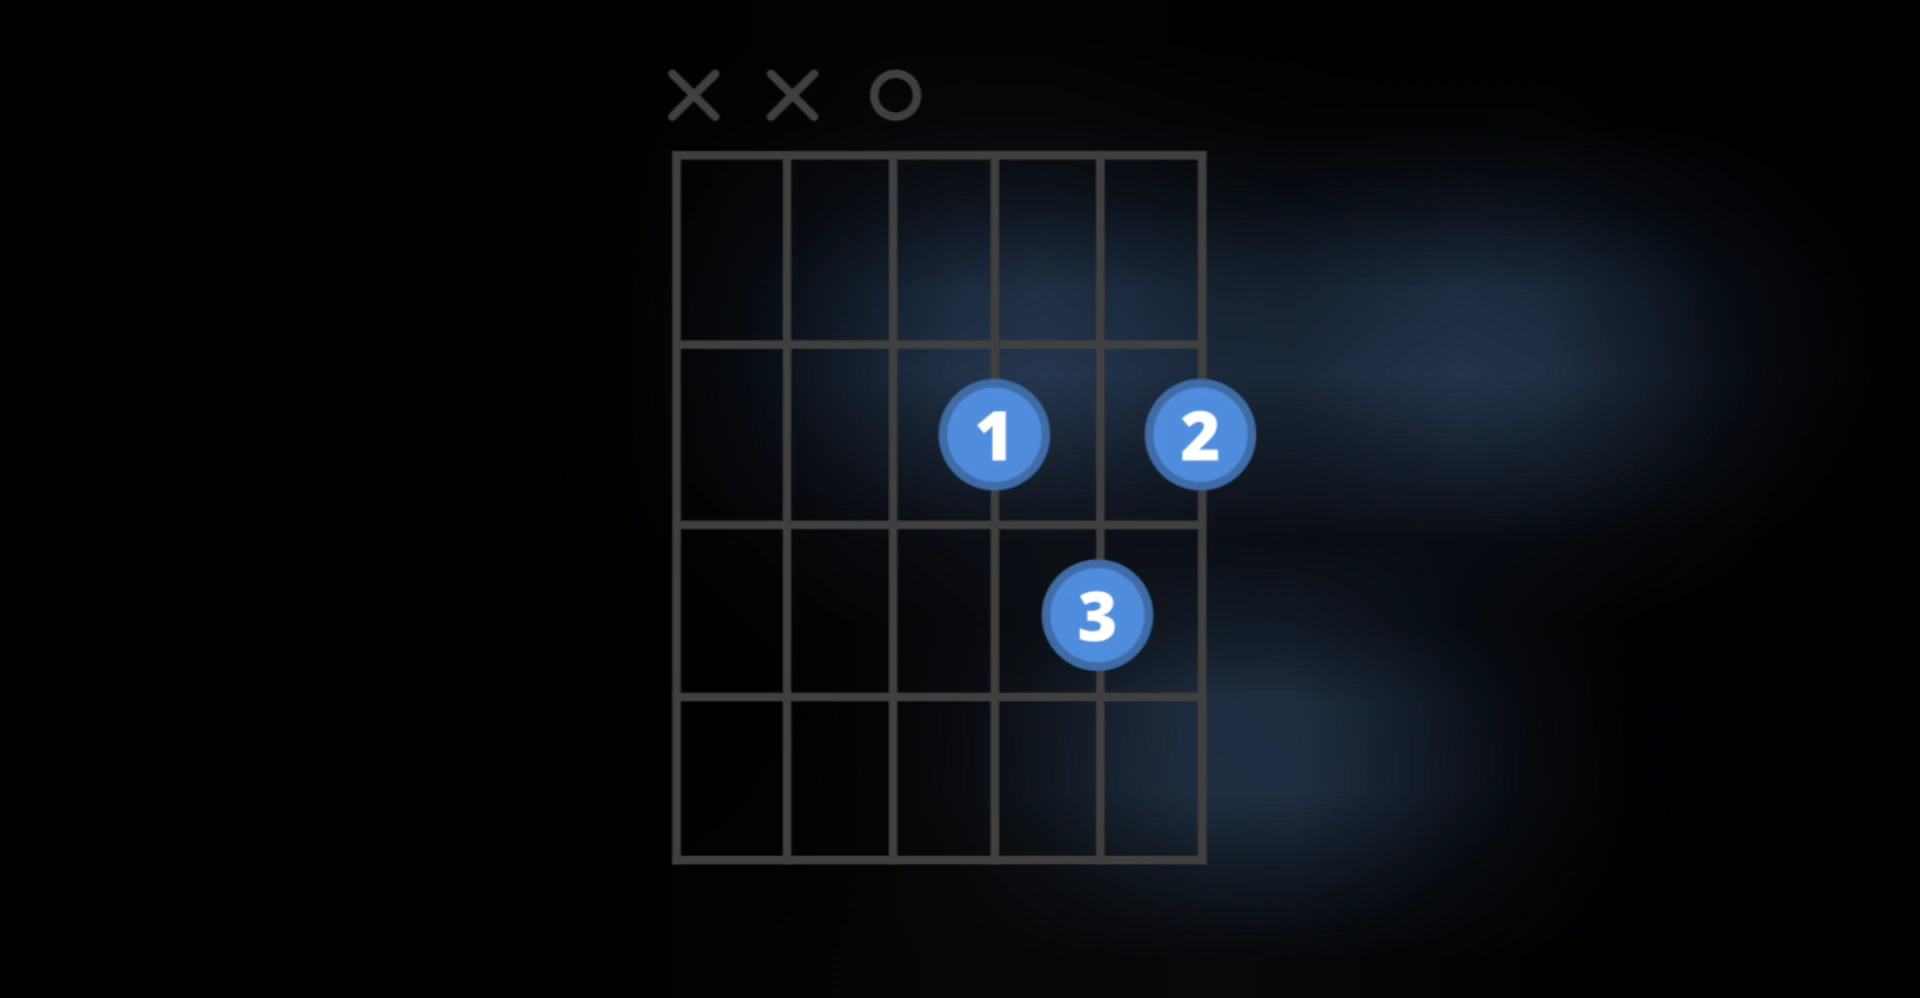 × × ○
1 2
3